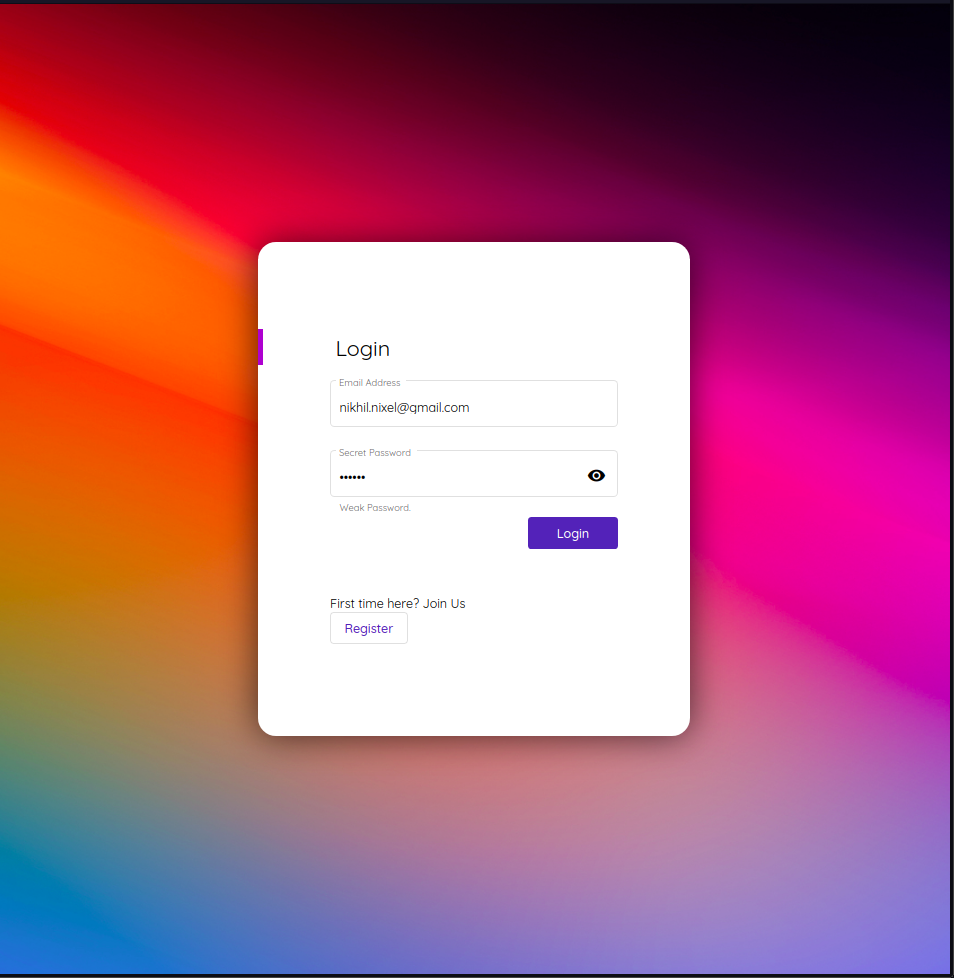 Login
Email Address
nikhil.nixel@gmail.com
Secret Password
••••••
Weak Password.
Login
First time here? Join Us
Register